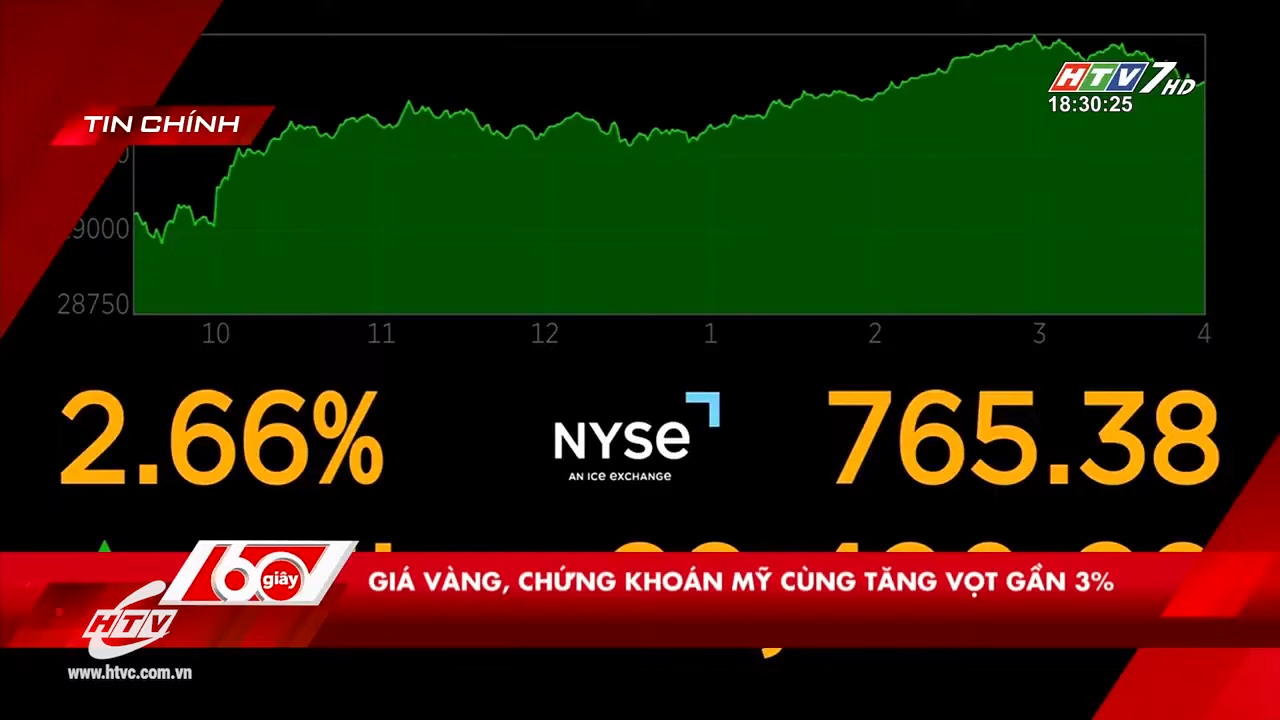 HTV7 HD
18:30:25
TIN CHÍNH
28750
10 11 12 1 2 3 4
2.66%
NYSE
AN ICE EXCHANGE
765.38
60 giây
GIÁ VÀNG, CHỨNG KHOÁN MỸ CÙNG TĂNG VỌT GẦN 3%
HTV
www.htvc.com.vn